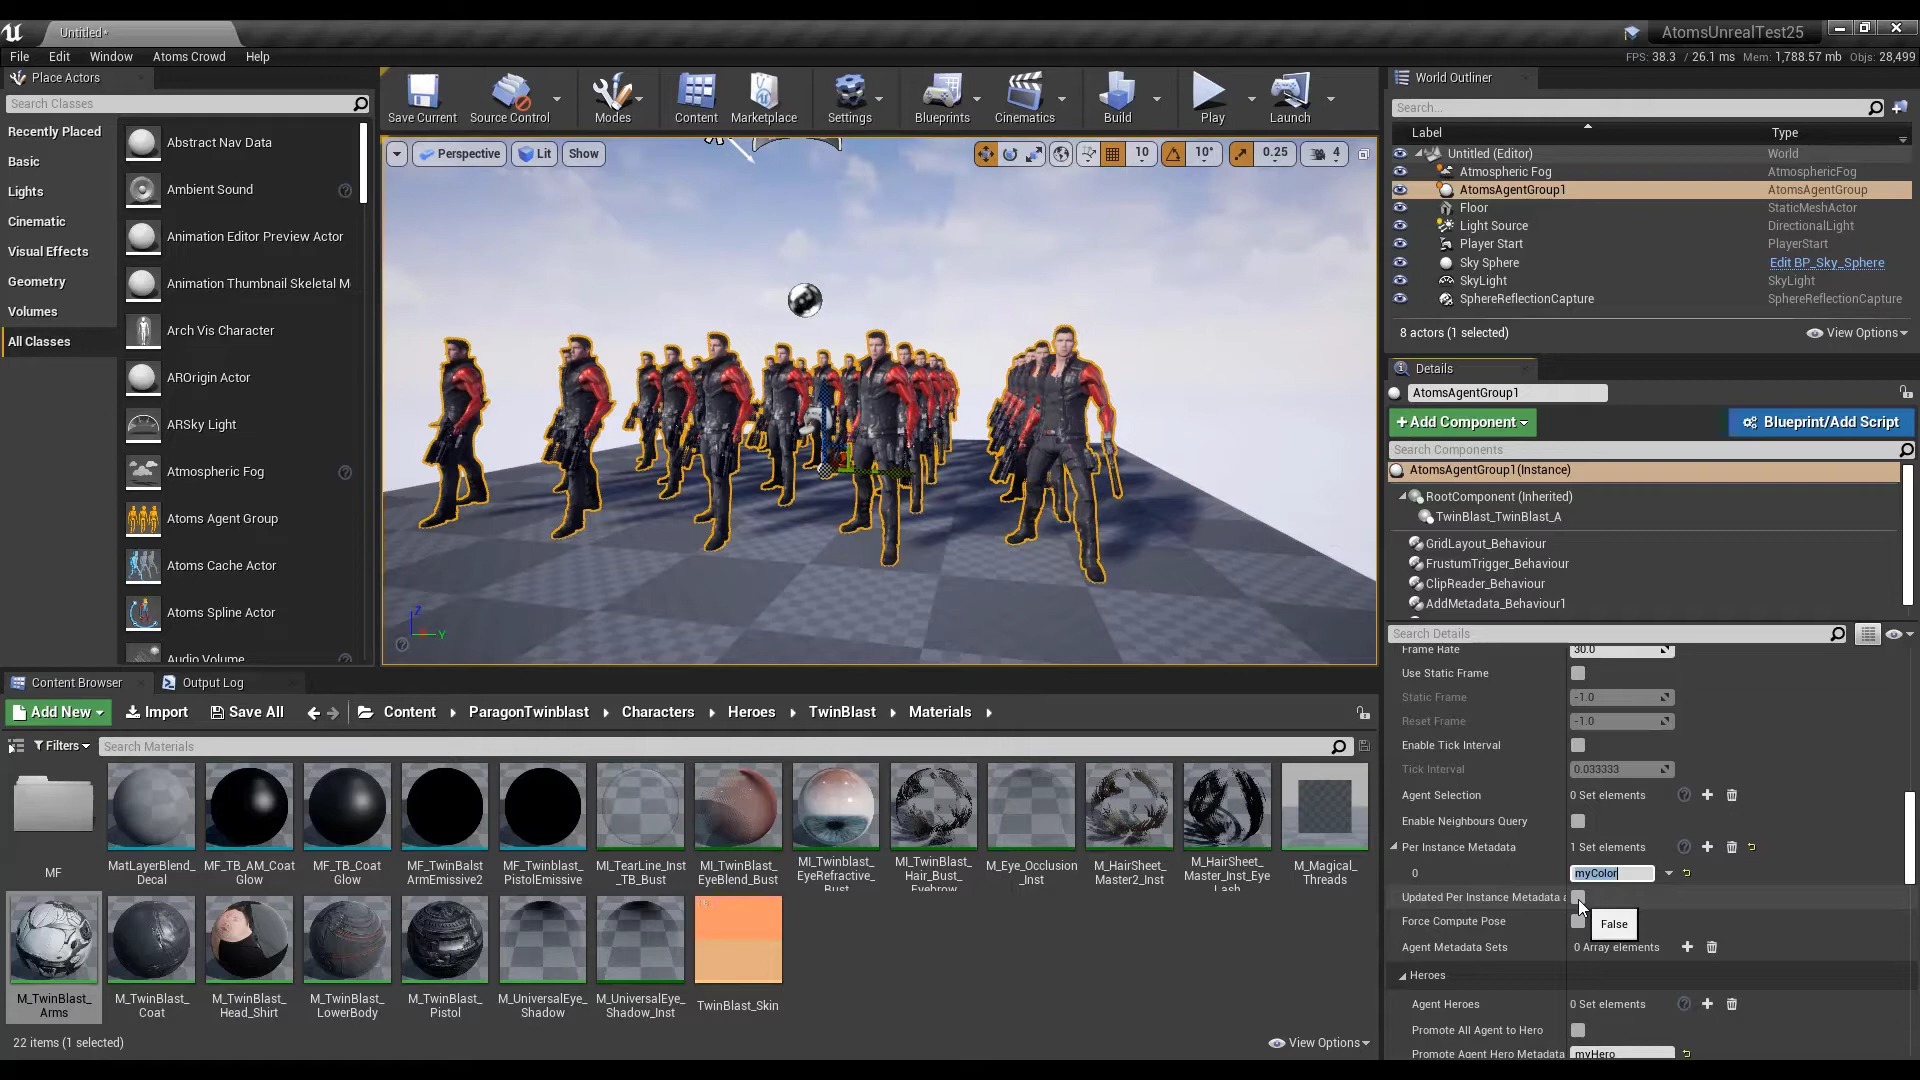 Untitled*
AtomsUnrealTest25
File Edit Window Atoms Crowd Help
FPS: 38.3 / 26.1 ms Mem: 1,788.57 mb Objs: 28,499
Place Actors
Search Classes
Recently Placed
Basic
Lights
Cinematic
Visual Effects
Geometry
Volumes
All Classes
Abstract Nav Data
Ambient Sound
Animation Editor Preview Actor
Animation Thumbnail Skeletal M
Arch Vis Character
AROrigin Actor
ARSky Light
Atmospheric Fog
Atoms Agent Group
Atoms Cache Actor
Atoms Spline Actor
Audio Volume
Save Current Source Control Modes Content Marketplace Settings Blueprints Cinematics Build Play Launch
Perspective Lit Show
10 10° 0.25 4
Z
Y
World Outliner
Search...
Label Type
Untitled (Editor) World
Atmospheric Fog AtmosphericFog
AtomsAgentGroup1 AtomsAgentGroup
Floor StaticMeshActor
Light Source DirectionalLight
Player Start PlayerStart
Sky Sphere Edit BP_Sky_Sphere
SkyLight SkyLight
SphereReflectionCapture SphereReflectionCapture
8 actors (1 selected) View Options
Details
AtomsAgentGroup1
+Add Component Blueprint/Add Script
Search Components
AtomsAgentGroup1(Instance)
RootComponent (Inherited)
TwinBlast_TwinBlast_A
GridLayout_Behaviour
FrustumTrigger_Behaviour
ClipReader_Behaviour
AddMetadata_Behaviour1
Search Details
Frame Rate 30.0
Use Static Frame
Static Frame -1.0
Reset Frame -1.0
Enable Tick Interval
Tick Interval 0.033333
Agent Selection 0 Set elements
Enable Neighbours Query
Per Instance Metadata 1 Set elements
0 myColor
Updated Per Instance Metadata a
False
Force Compute Pose
Agent Metadata Sets 0 Array elements
Heroes
Agent Heroes 0 Set elements
Promote All Agent to Hero
Promote Agent Hero Metadata myHero
Content Browser Output Log
Add New Import Save All Content ParagonTwinblast Characters Heroes TwinBlast Materials
Filters Search Materials
MF
MatLayerBlend_
Decal
MF_TB_AM_Coat
Glow
MF_TB_Coat
Glow
MF_TwinBalst
ArmEmissive2
MF_Twinblast_
PistolEmissive
MI_TearLine_Inst
_TB_Bust
MI_TwinBlast_
EyeBlend_Bust
MI_Twinblast_
EyeRefractive_
Bust
MI_TwinBlast_
Hair_Bust_
Eyebrow
M_Eye_Occlusion
_Inst
M_HairSheet_
Master2_Inst
M_HairSheet_
Master_Inst_Eye
Lash
M_Magical_
Threads
M_TwinBlast_
Arms
M_TwinBlast_
Coat
M_TwinBlast_
Head_Shirt
M_TwinBlast_
LowerBody
M_TwinBlast_
Pistol
M_UniversalEye_
Shadow
M_UniversalEye_
Shadow_Inst
TwinBlast_Skin
22 items (1 selected) View Options